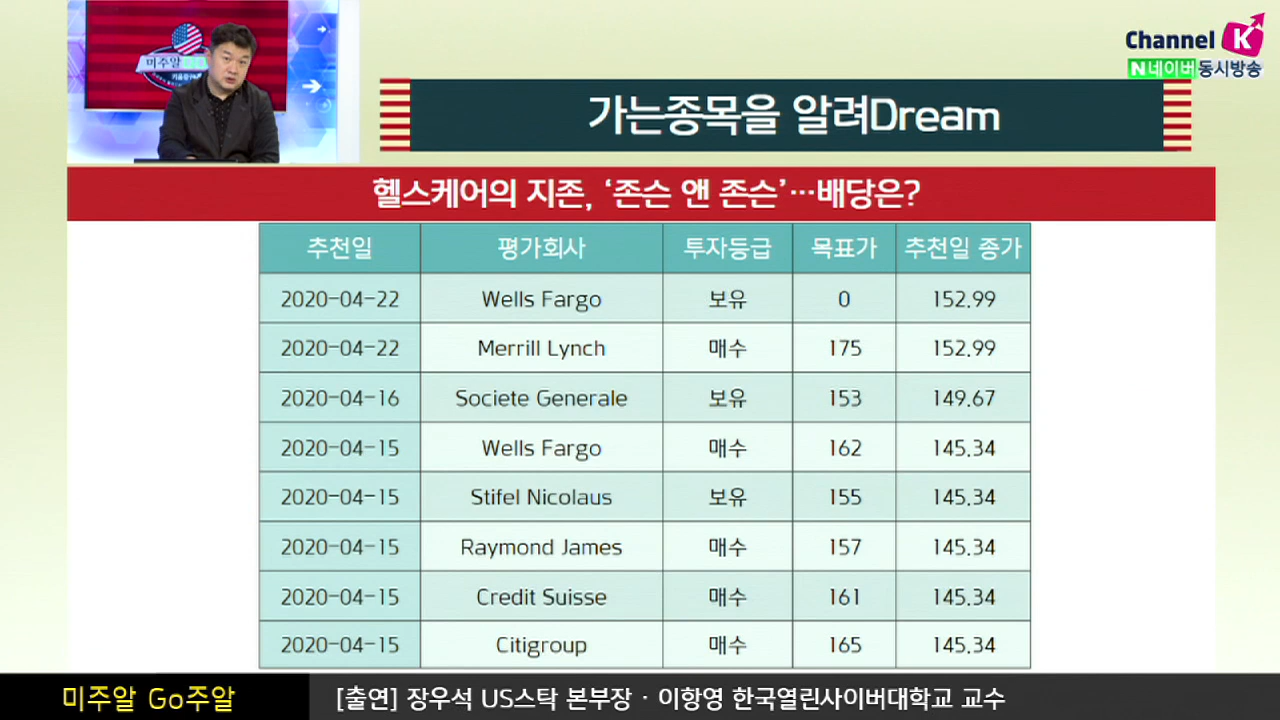 Channel K
N 네이버 동시방송
미주알
가는종목을 알려Dream
헬스케어의 지존, ‘존슨 앤 존슨’…배당은?
추천일 평가회사 투자등급 목표가 추천일 종가
2020-04-22 Wells Fargo 보유 0 152.99
2020-04-22 Merrill Lynch 매수 175 152.99
2020-04-16 Societe Generale 보유 153 149.67
2020-04-15 Wells Fargo 매수 162 145.34
2020-04-15 Stifel Nicolaus 보유 155 145.34
2020-04-15 Raymond James 매수 157 145.34
2020-04-15 Credit Suisse 매수 161 145.34
2020-04-15 Citigroup 매수 165 145.34
미주알 Go주알
[출연] 장우석 US스탁 본부장 · 이항영 한국열린사이버대학교 교수